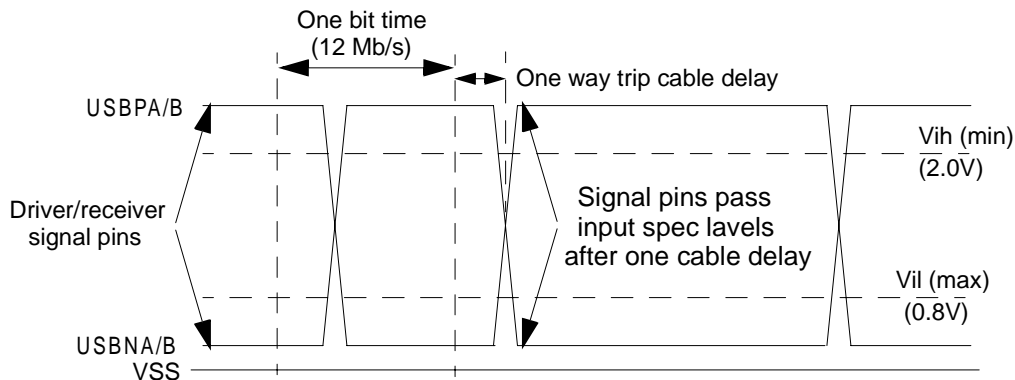 One bit time
(12 Mb/s)
One way trip cable delay
USBPA/B
Vih (min)
(2.0V)
Driver/receiver
signal pins
Signal pins pass
input spec lavels
after one cable delay
Vil (max)
(0.8V)
USBNA/B
VSS